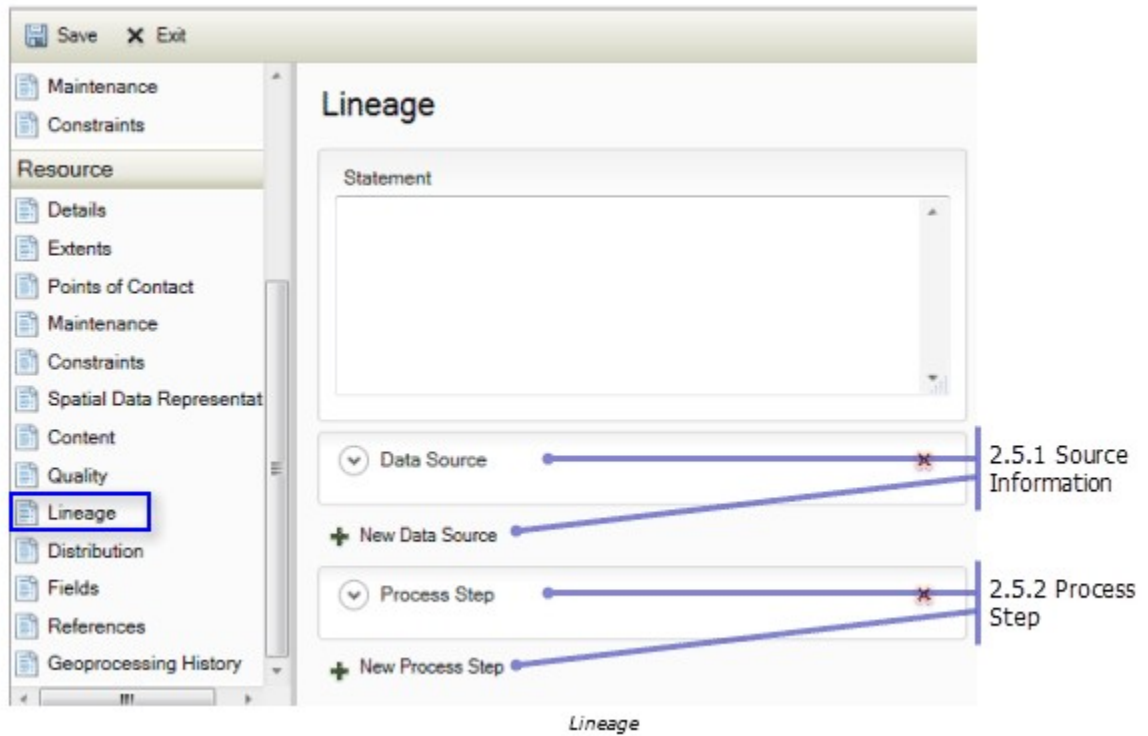 Save Exit
Maintenance
Constraints
Resource
Details
Extents
Points of Contact
Maintenance
Constraints
Spatial Data Representat
Content
Quality
Lineage
Distribution
Fields
References
Geoprocessing History
Lineage
Statement
Data Source
New Data Source
Process Step
New Process Step
2.5.1 Source
Information
2.5.2 Process
Step
Lineage